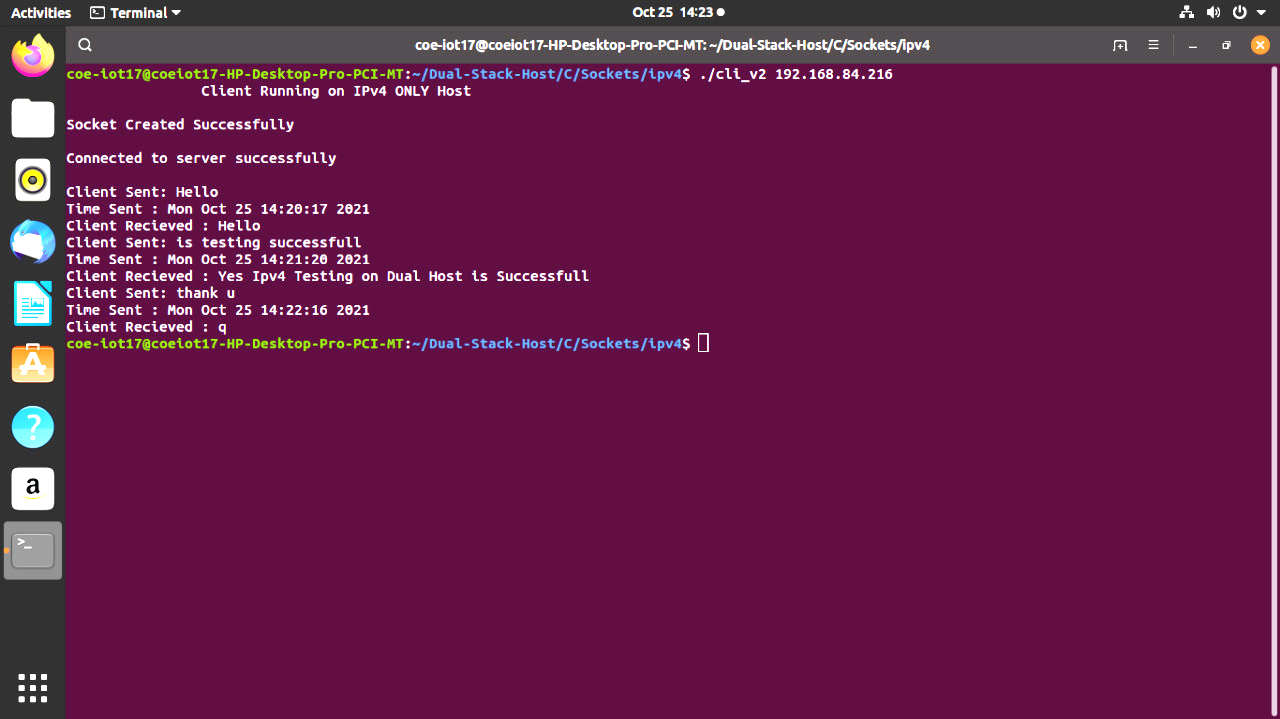 Activities Terminal Oct 25 14:23
coe-iot17@coeiot17-HP-Desktop-Pro-PCI-MT: ~/Dual-Stack-Host/C/Sockets/ipv4
coe-iot17@coeiot17-HP-Desktop-Pro-PCI-MT:~/Dual-Stack-Host/C/Sockets/ipv4$ ./cli_v2 192.168.84.216
Client Running on IPv4 ONLY Host
Socket Created Successfully
Connected to server successfully
Client Sent: Hello
Time Sent : Mon Oct 25 14:20:17 2021
Client Recieved : Hello
Client Sent: is testing successfull
Time Sent : Mon Oct 25 14:21:20 2021
Client Recieved : Yes Ipv4 Testing on Dual Host is Successfull
Client Sent: thank u
Time Sent : Mon Oct 25 14:22:16 2021
Client Recieved : q
coe-iot17@coeiot17-HP-Desktop-Pro-PCI-MT:~/Dual-Stack-Host/C/Sockets/ipv4$